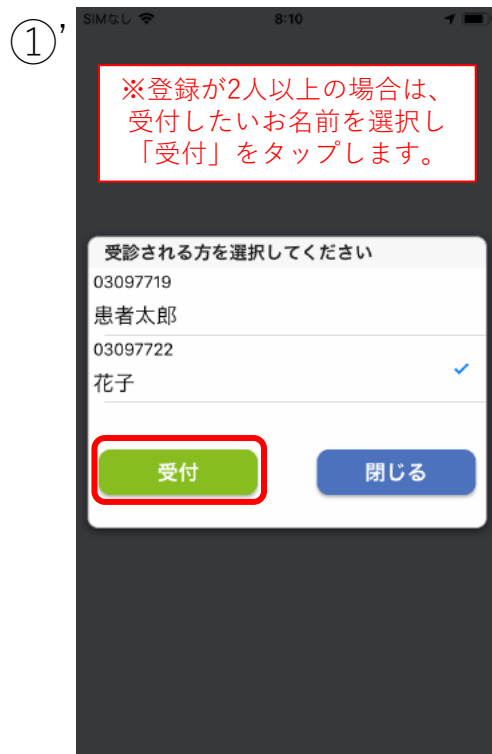 ①’
SIMなし 8:10
※登録が2人以上の場合は、
受付したいお名前を選択し
「受付」をタップします。
受診される方を選択してください
03097719
患者太郎
03097722
花子
受付 閉じる